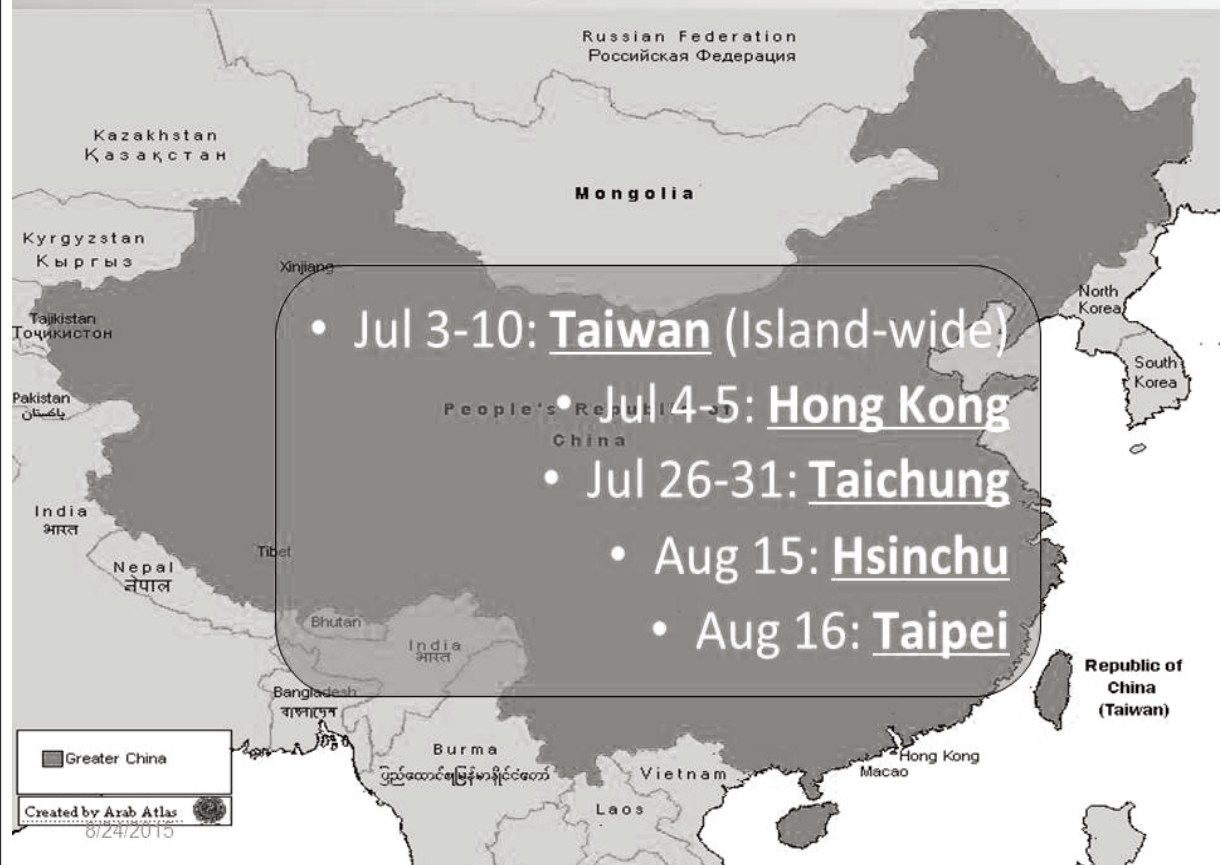 Russian Federation
Российская Федерация
Kazakhstan
Қазақстан
Mongolia
Kyrgyzstan
Кыргыз
Xinjiang
Tajikistan
Тоҷикистон
North
Korea
South
Korea
Pakistan
پاکستان
• Jul 3-10: Taiwan (Island-wide)
People's Republic of
China
• Jul 4-5: Hong Kong
• Jul 26-31: Taichung
• Aug 15: Hsinchu
• Aug 16: Taipei
India
भारत
Tibet
Nepal
नेपाल
Bhutan
India
भारत
Bangladesh
বাংলাদেশ
Republic of
China
(Taiwan)
Burma
Vietnam
Laos
Hong Kong
Macao
Greater China
Created by Arab Atlas
8/24/2015